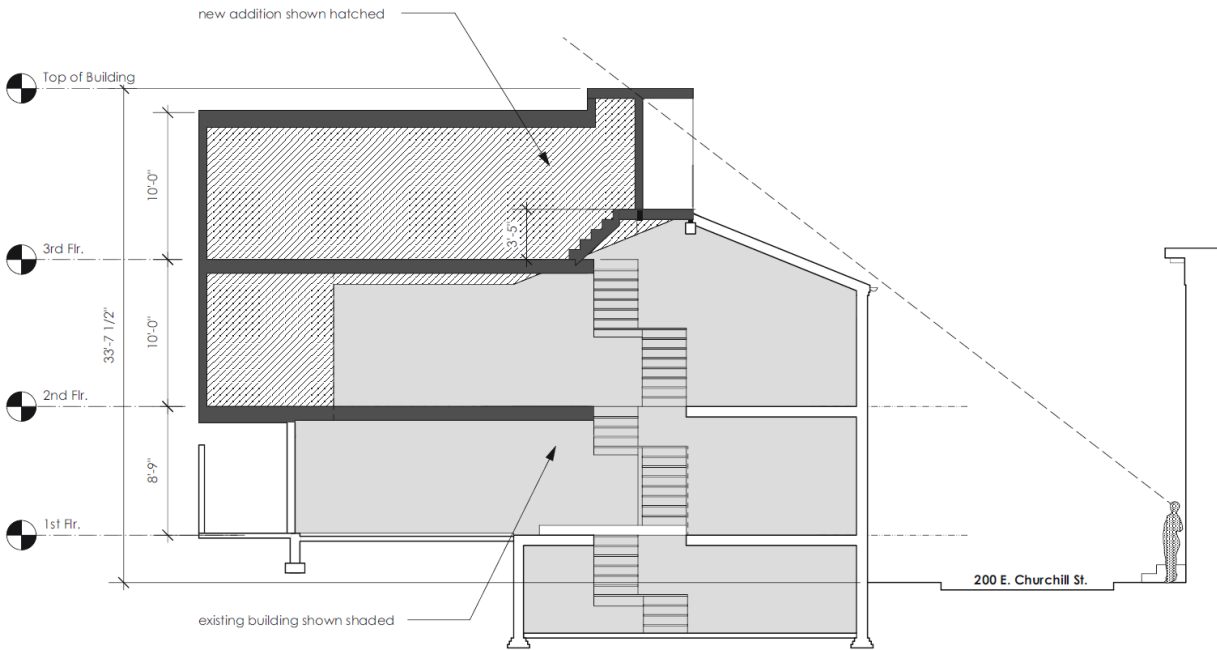 new addition shown hatched
Top of Building
10'-0"
3'-5"
3rd Flr.
33'-7 1/2"
10'-0"
2nd Flr.
8'-9"
1st Flr.
200 E. Churchill St.
existing building shown shaded